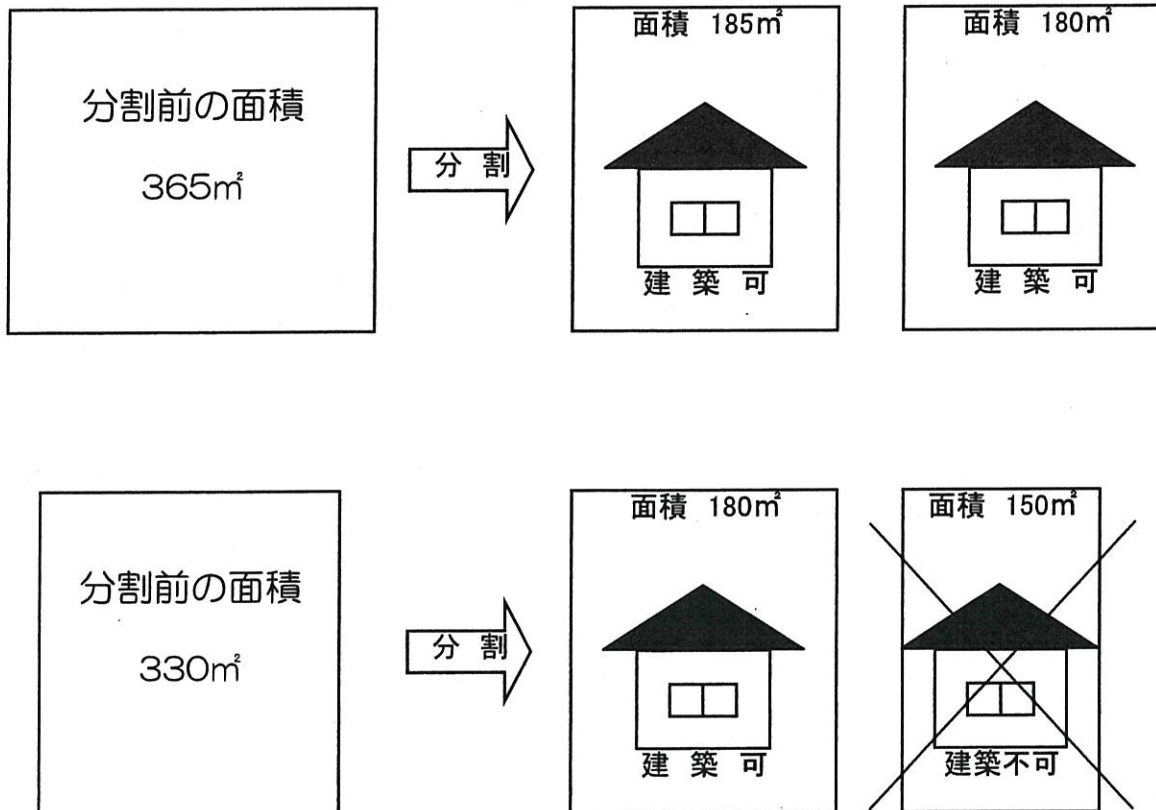 分割前の面積
365㎡
分 割
面積 185㎡
建 築 可
面積 180㎡
建 築 可
分割前の面積
330㎡
分 割
面積 180㎡
建 築 可
面積 150㎡
建築不可